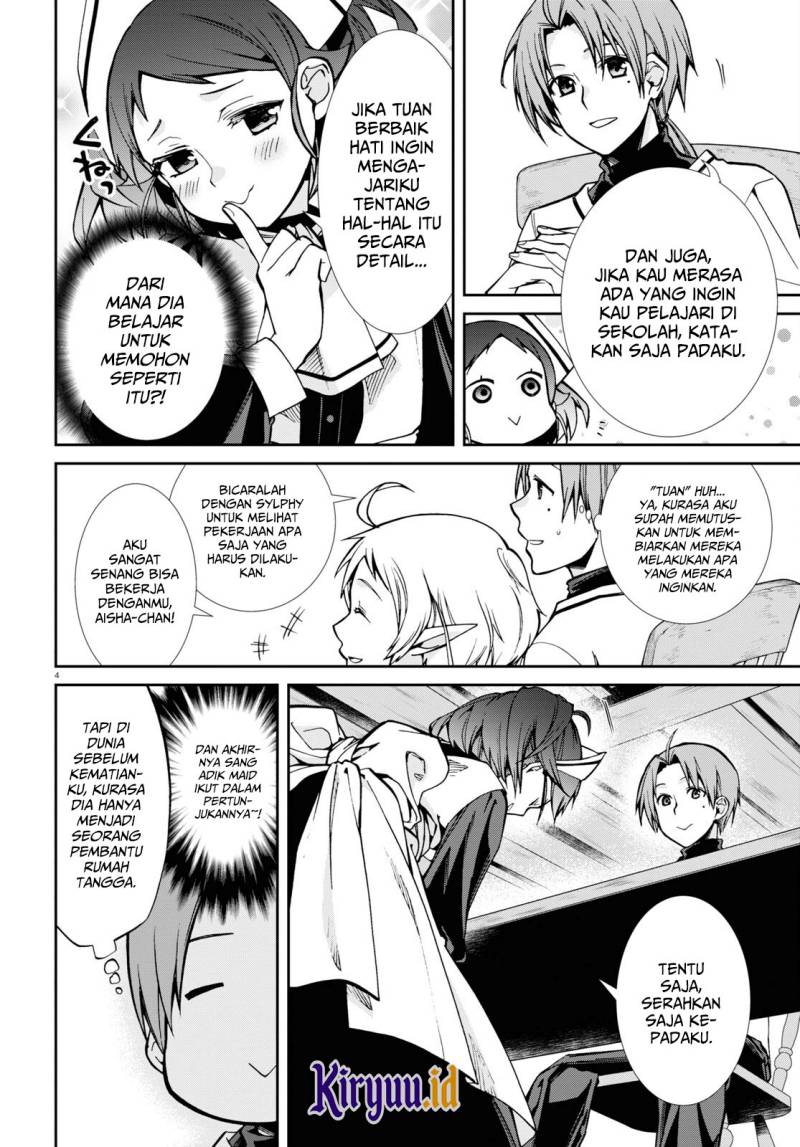 DAN JUGA,
JIKA KAU MERASA
ADA YANG INGIN
KAU PELAJARI DI
SEKOLAH, KATA-
KAN SAJA PADAKU.
JIKA TUAN
BERBAIK
HATI INGIN
MENGA-
JARIKU
TENTANG
HAL-HAL ITU
SECARA
DETAIL...
くねっ
DARI
MANA DIA
BELAJAR
UNTUK
MEMOHON
SEPERTI
ITU?!
"TUAN" HUH...
YA, KURASA AKU
SUDAH MEMUTUS-
KAN UNTUK MEM-
BIARKAN MEREKA
MELAKUKAN APA
YANG MEREKA
INGINKAN.
BICARALAH
DENGAN SYLPHY
UNTUK MELIHAT
PEKERJAAN APA
SAJA YANG
HARUS DILAKU-
KAN.
AKU
SANGAT
SENANG BISA
BEKERJA
DENGANMU,
AISHA-CHAN!
4
TENTU
SAJA,
SERAHKAN
SAJA KE-
PADAKU.
DAN AKHIR-
NYA SANG
ADIK MAID
IKUT DALAM
PERTUN-
JUKANNYA~!
TAPI DI
DUNIA
SEBELUM
KEMATIAN-
KU, KURASA
DIA HANYA
MENJADI
SEORANG
PEMBANTU
RUMAH
TANGGA.
Kiryuu.id